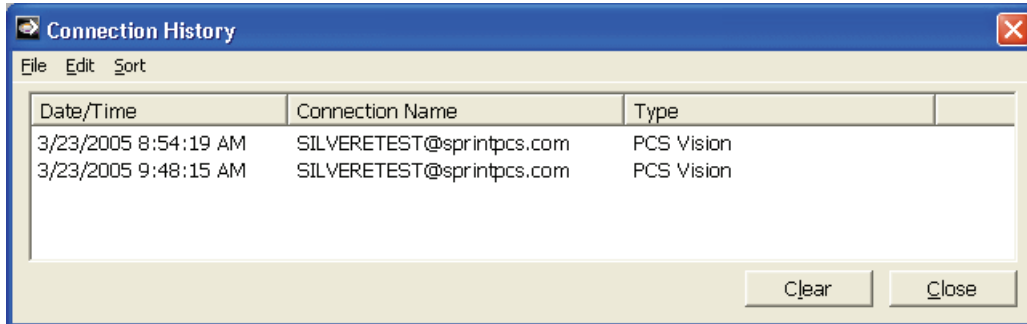 Connection History
File Edit Sort
Date/Time Connection Name Type
3/23/2005 8:54:19 AM SILVERETEST@sprintpcs.com PCS Vision
3/23/2005 9:48:15 AM SILVERETEST@sprintpcs.com PCS Vision
Clear Close